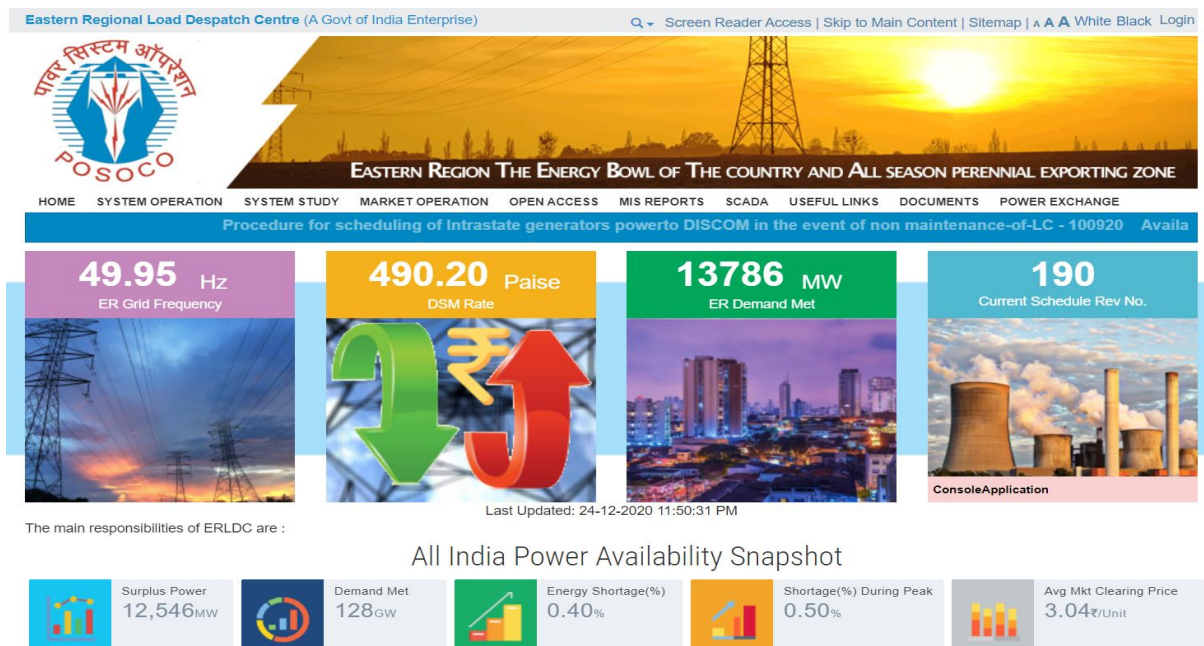 Eastern Regional Load Despatch Centre (A Govt of India Enterprise)
Screen Reader Access | Skip to Main Content | Sitemap | A A A White Black Login
पावर सिस्टम ऑपरेशन
POSOCO
EASTERN REGION THE ENERGY BOWL OF THE COUNTRY AND ALL SEASON PERENNIAL EXPORTING ZONE
HOME SYSTEM OPERATION SYSTEM STUDY MARKET OPERATION OPEN ACCESS MIS REPORTS SCADA USEFUL LINKS DOCUMENTS POWER EXCHANGE
Procedure for scheduling of Intrastate generators powerto DISCOM in the event of non maintenance-of-LC - 100920 Availa
49.95 Hz
ER Grid Frequency
490.20 Paise
DSM Rate
₹
13786 MW
ER Demand Met
190
Current Schedule Rev No.
ConsoleApplication
Last Updated: 24-12-2020 11:50:31 PM
The main responsibilities of ERLDC are :
All India Power Availability Snapshot
Surplus Power
12,546MW
Demand Met
128GW
Energy Shortage(%)
0.40%
Shortage(%) During Peak
0.50%
Avg Mkt Clearing Price
3.04₹/Unit